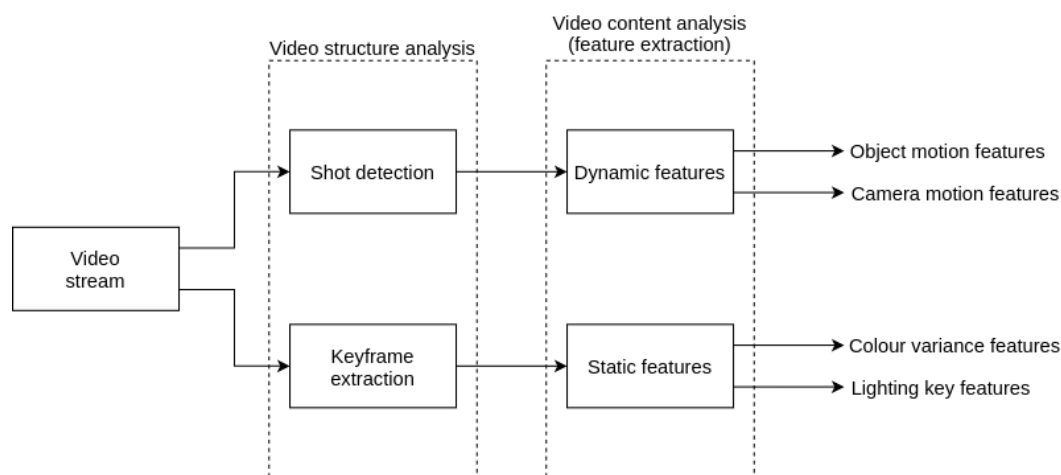 Video content analysis
(feature extraction)
Video structure analysis
Shot detection
Dynamic features
Object motion features
Camera motion features
Video
stream
Keyframe
extraction
Static features
Colour variance features
Lighting key features